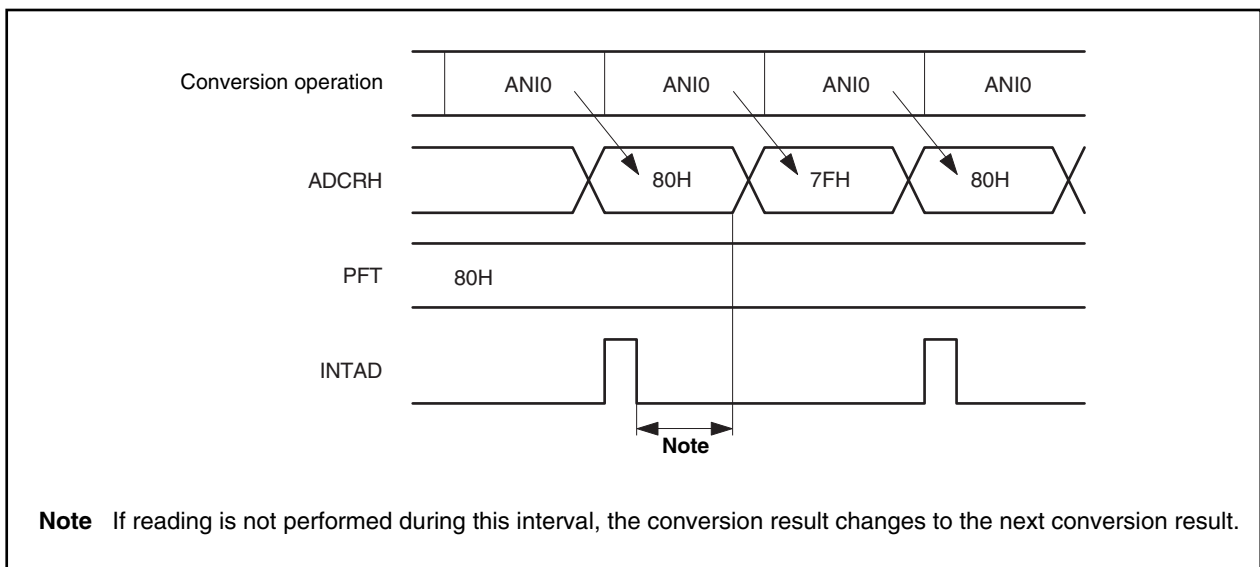 Conversion operation ANI0 ANI0 ANI0 ANI0
ADCRH 80H 7FH 80H
PFT 80H
INTAD
Note
Note If reading is not performed during this interval, the conversion result changes to the next conversion result.